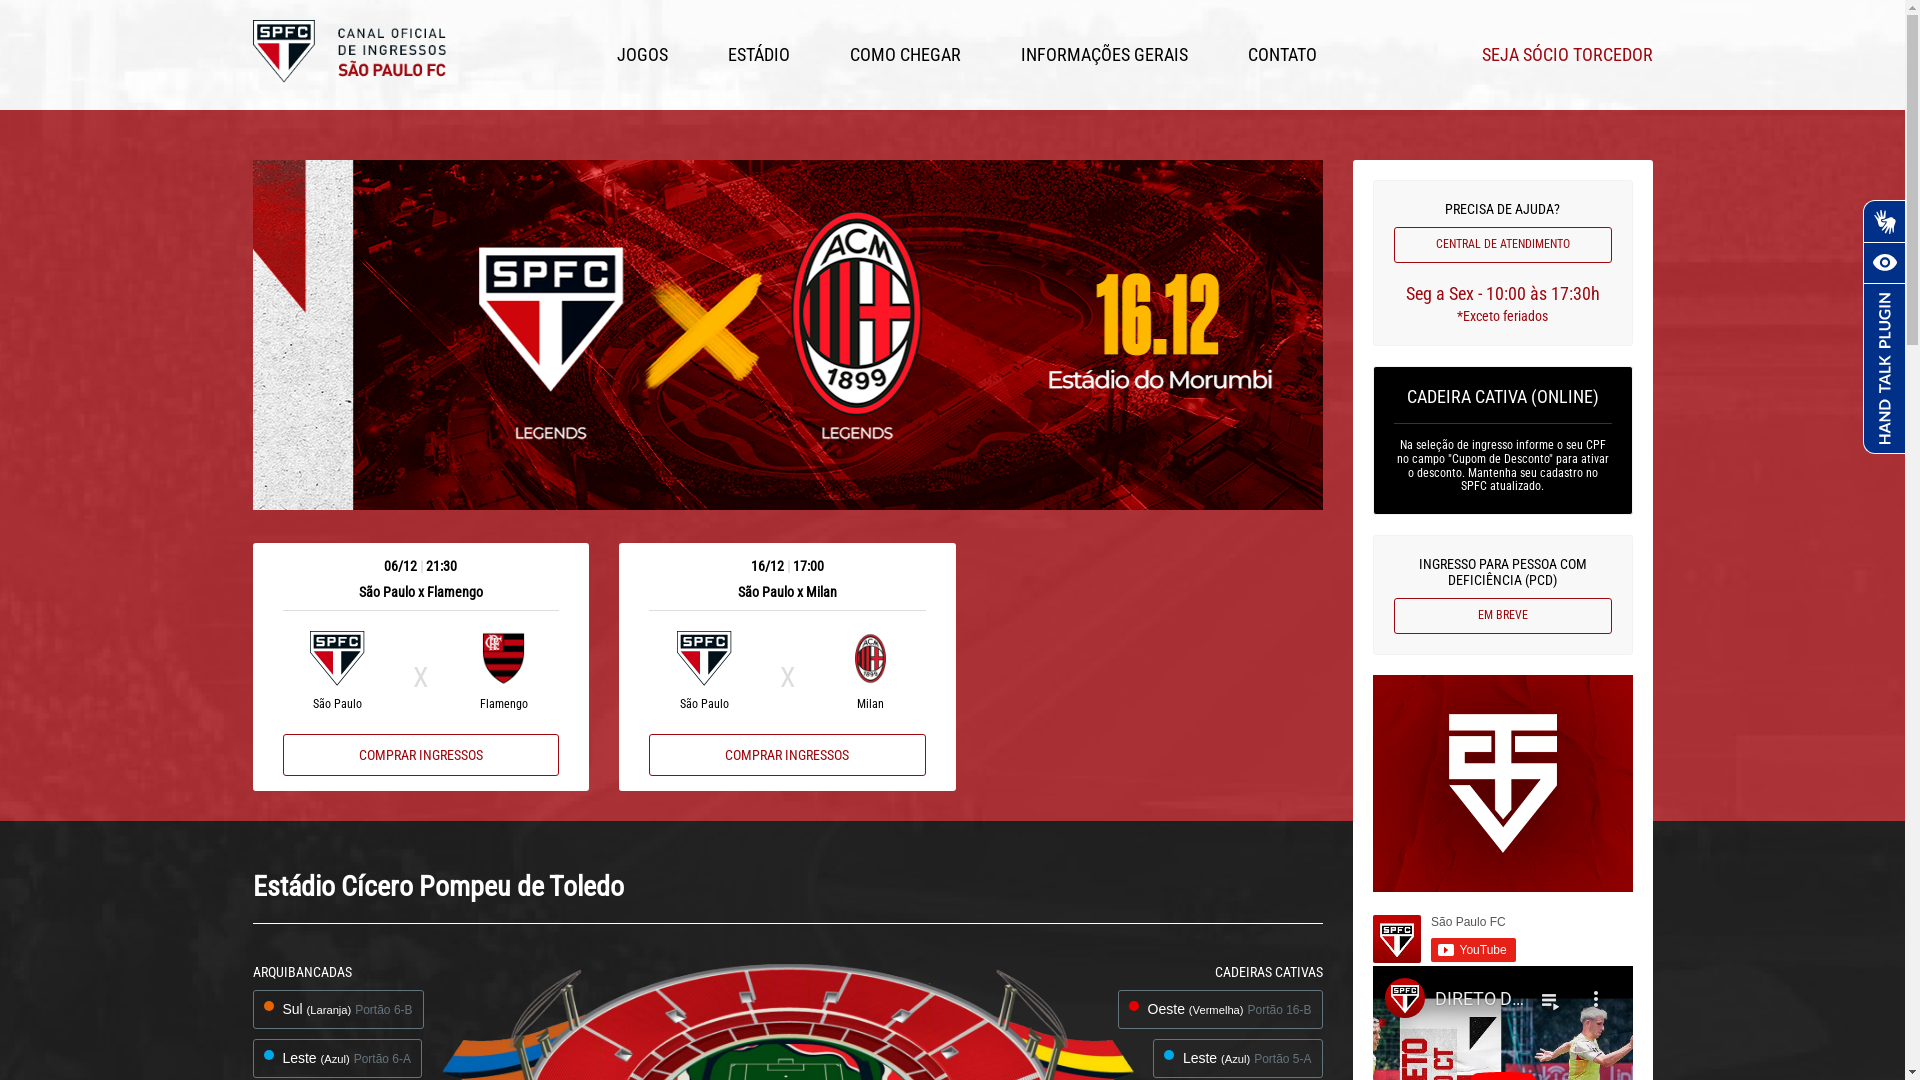 SPFC
CANAL OFICIAL
DE INGRESSOS
SÃO PAULO FC
JOGOS
ESTÁDIO
COMO CHEGAR
INFORMAÇÕES GERAIS
CONTATO
SEJA SÓCIO TORCEDOR
SPFC
LEGENDS
ACM
1899
LEGENDS
16.12
Estádio do Morumbi
PRECISA DE AJUDA?
CENTRAL DE ATENDIMENTO
Seg a Sex - 10:00 às 17:30h
*Exceto feriados
CADEIRA CATIVA (ONLINE)
Na seleção de ingresso informe o seu CPF
no campo "Cupom de Desconto" para ativar
o desconto. Mantenha seu cadastro no
SPFC atualizado.
INGRESSO PARA PESSOA COM
DEFICIÊNCIA (PCD)
EM BREVE
HAND TALK PLUGIN
06/12 | 21:30
São Paulo x Flamengo
SPFC
X
São Paulo
Flamengo
COMPRAR INGRESSOS
16/12 | 17:00
São Paulo x Milan
SPFC
X
São Paulo
Milan
COMPRAR INGRESSOS
Estádio Cícero Pompeu de Toledo
ARQUIBANCADAS
Sul (Laranja) Portão 6-B
Leste (Azul) Portão 6-A
CADEIRAS CATIVAS
Oeste (Vermelha) Portão 16-B
Leste (Azul) Portão 5-A
SPFC
São Paulo FC
YouTube
SPFC
DIRETO D...